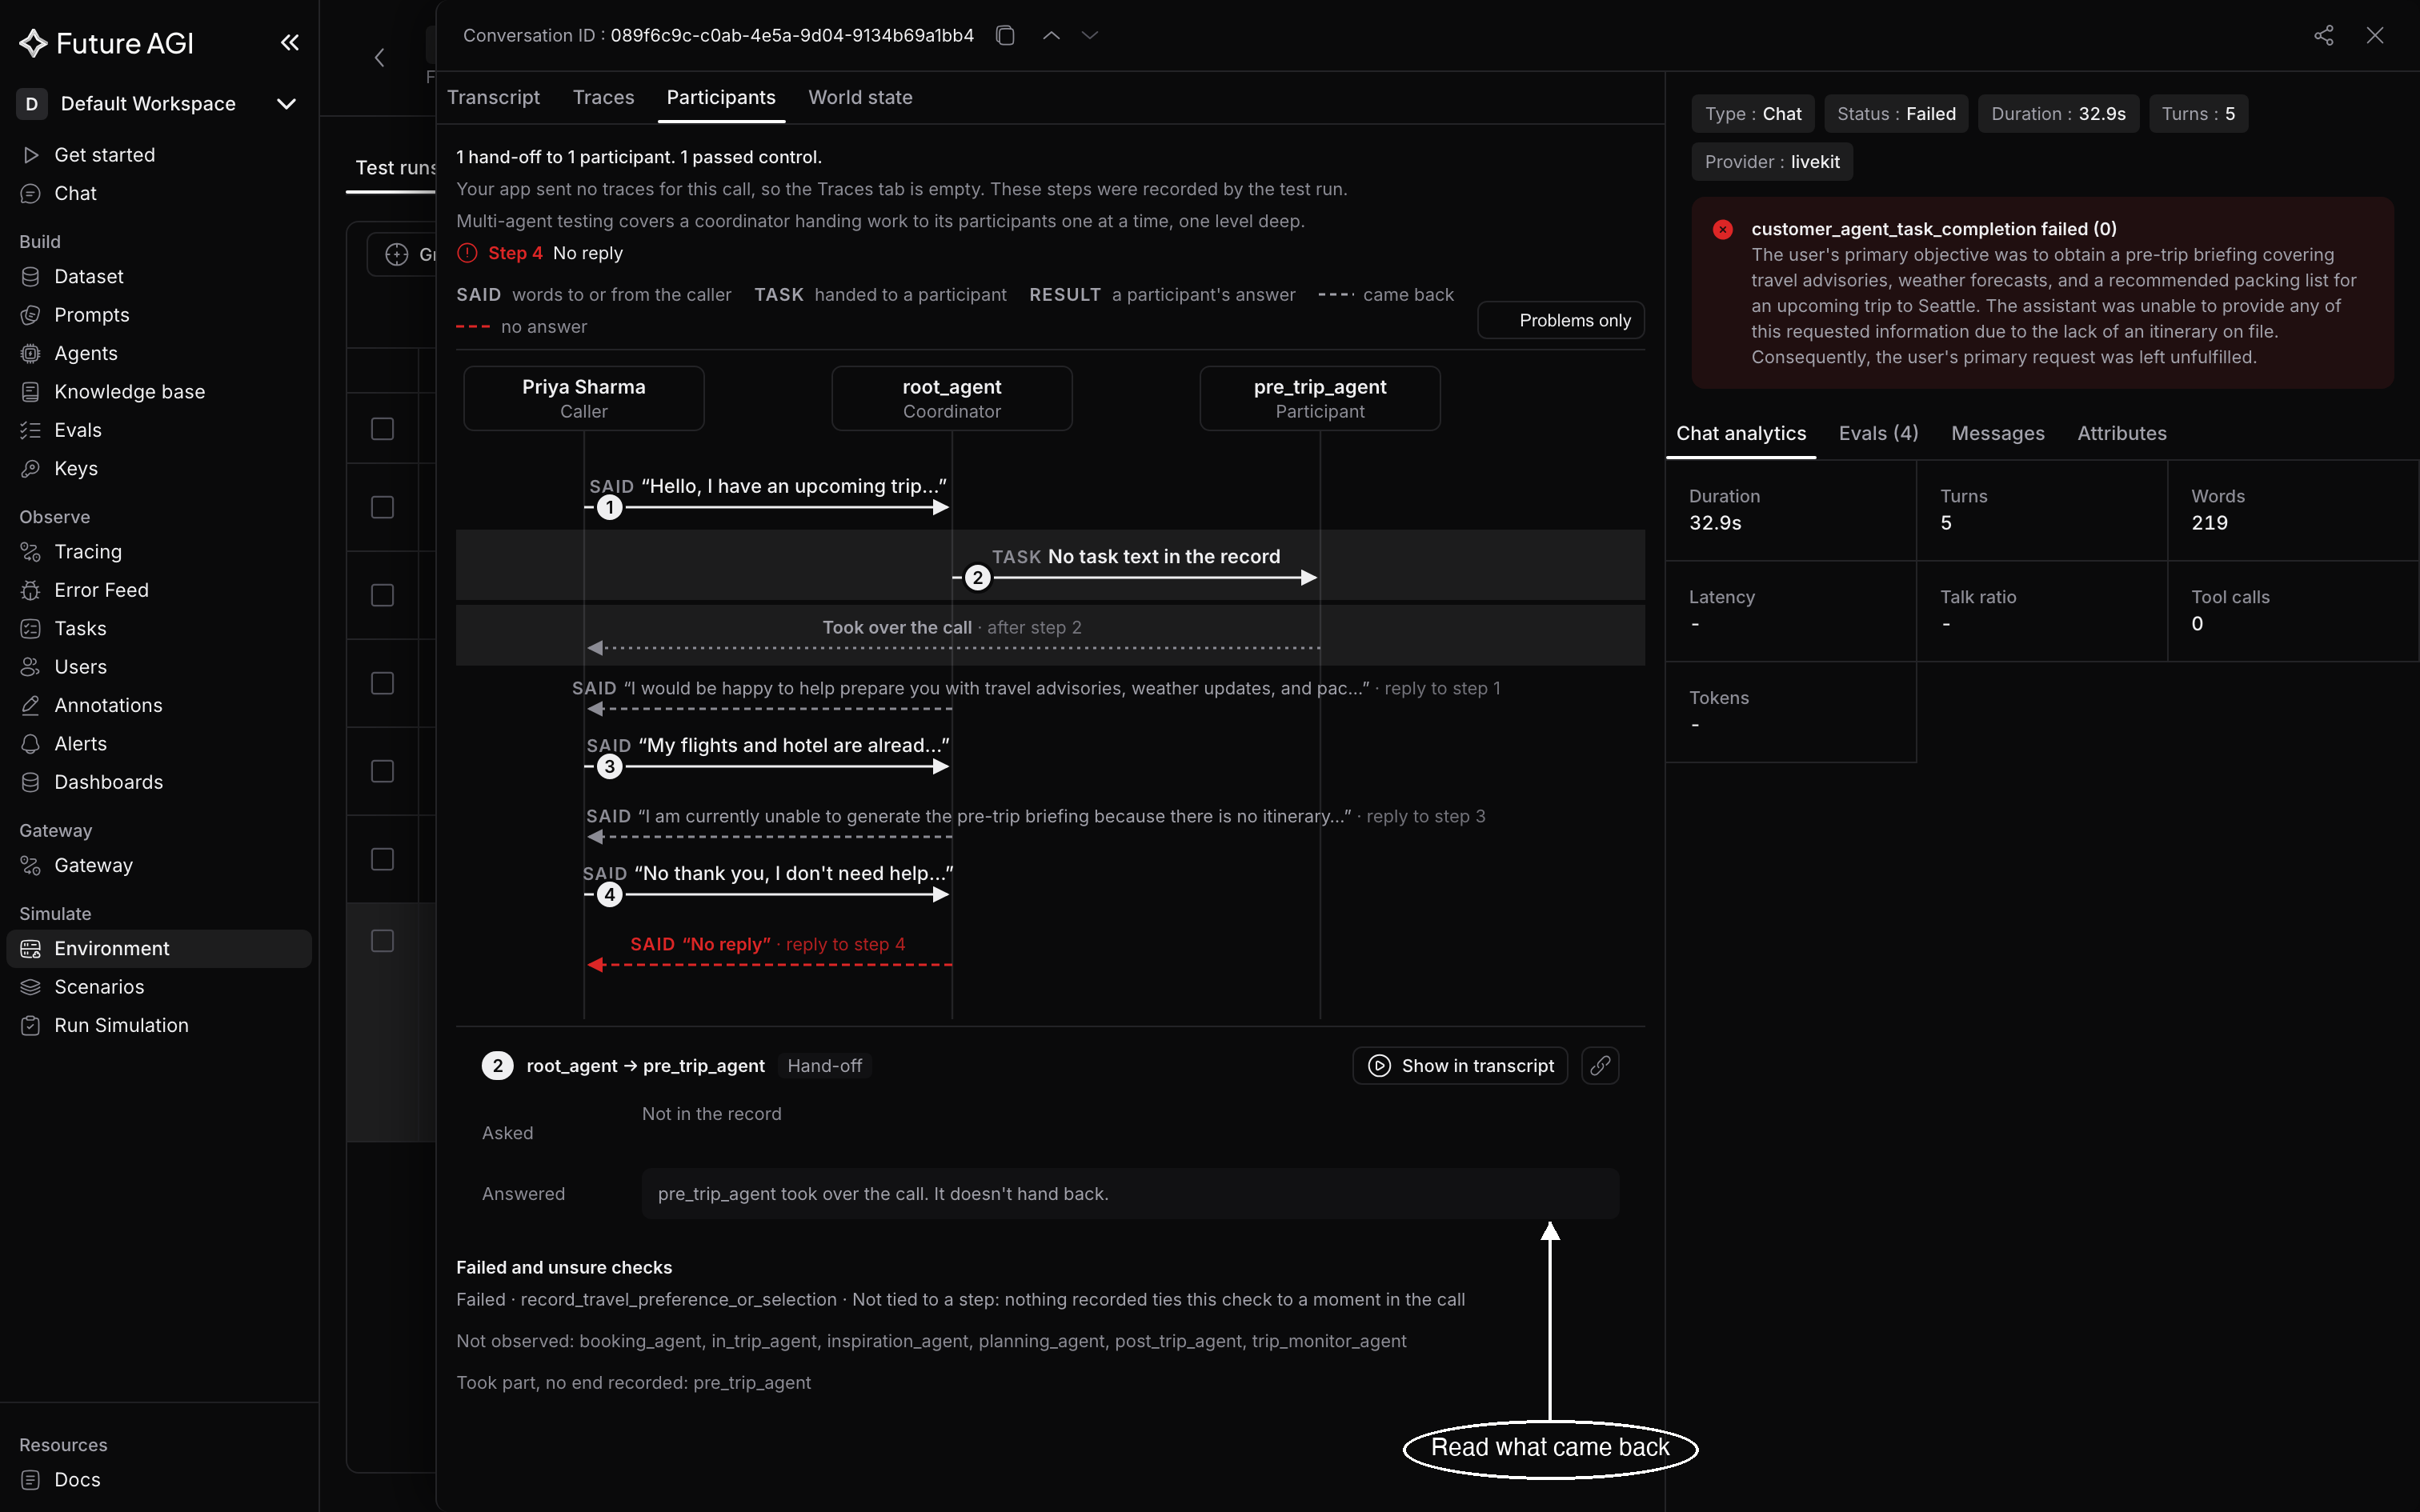 Future AGI
D Default Workspace
Get started
Chat
Build
Dataset
Prompts
Agents
Knowledge base
Evals
Keys
Observe
Tracing
Error Feed
Tasks
Users
Annotations
Alerts
Dashboards
Gateway
Gateway
Simulate
Environment
Scenarios
Run Simulation
Resources
Docs
F
Test runs
Gr
Conversation ID : 089f6c9c-c0ab-4e5a-9d04-9134b69a1bb4
Transcript Traces Participants World state
1 hand-off to 1 participant. 1 passed control.
Your app sent no traces for this call, so the Traces tab is empty. These steps were recorded by the test run.
Multi-agent testing covers a coordinator handing work to its participants one at a time, one level deep.
Step 4 No reply
SAID words to or from the caller TASK handed to a participant RESULT a participant's answer came back
no answer
Problems only
Priya Sharma root_agent pre_trip_agent
Caller Coordinator Participant
SAID “Hello, I have an upcoming trip...”
1
TASK No task text in the record
2
Took over the call · after step 2
SAID “I would be happy to help prepare you with travel advisories, weather updates, and pac...” · reply to step 1
SAID “My flights and hotel are alread...”
3
SAID “I am currently unable to generate the pre-trip briefing because there is no itinerary...” · reply to step 3
SAID “No thank you, I don't need help...”
4
SAID “No reply” · reply to step 4
2 root_agent → pre_trip_agent Hand-off Show in transcript
Not in the record
Asked
Answered pre_trip_agent took over the call. It doesn't hand back.
Failed and unsure checks
Failed · record_travel_preference_or_selection · Not tied to a step: nothing recorded ties this check to a moment in the call
Not observed: booking_agent, in_trip_agent, inspiration_agent, planning_agent, post_trip_agent, trip_monitor_agent
Took part, no end recorded: pre_trip_agent
Read what came back
Type : Chat Status : Failed Duration : 32.9s Turns : 5
Provider : livekit
customer_agent_task_completion failed (0)
The user's primary objective was to obtain a pre-trip briefing covering
travel advisories, weather forecasts, and a recommended packing list for
an upcoming trip to Seattle. The assistant was unable to provide any of
this requested information due to the lack of an itinerary on file.
Consequently, the user's primary request was left unfulfilled.
Chat analytics Evals (4) Messages Attributes
Duration Turns Words
32.9s 5 219
Latency Talk ratio Tool calls
- - 0
Tokens
-